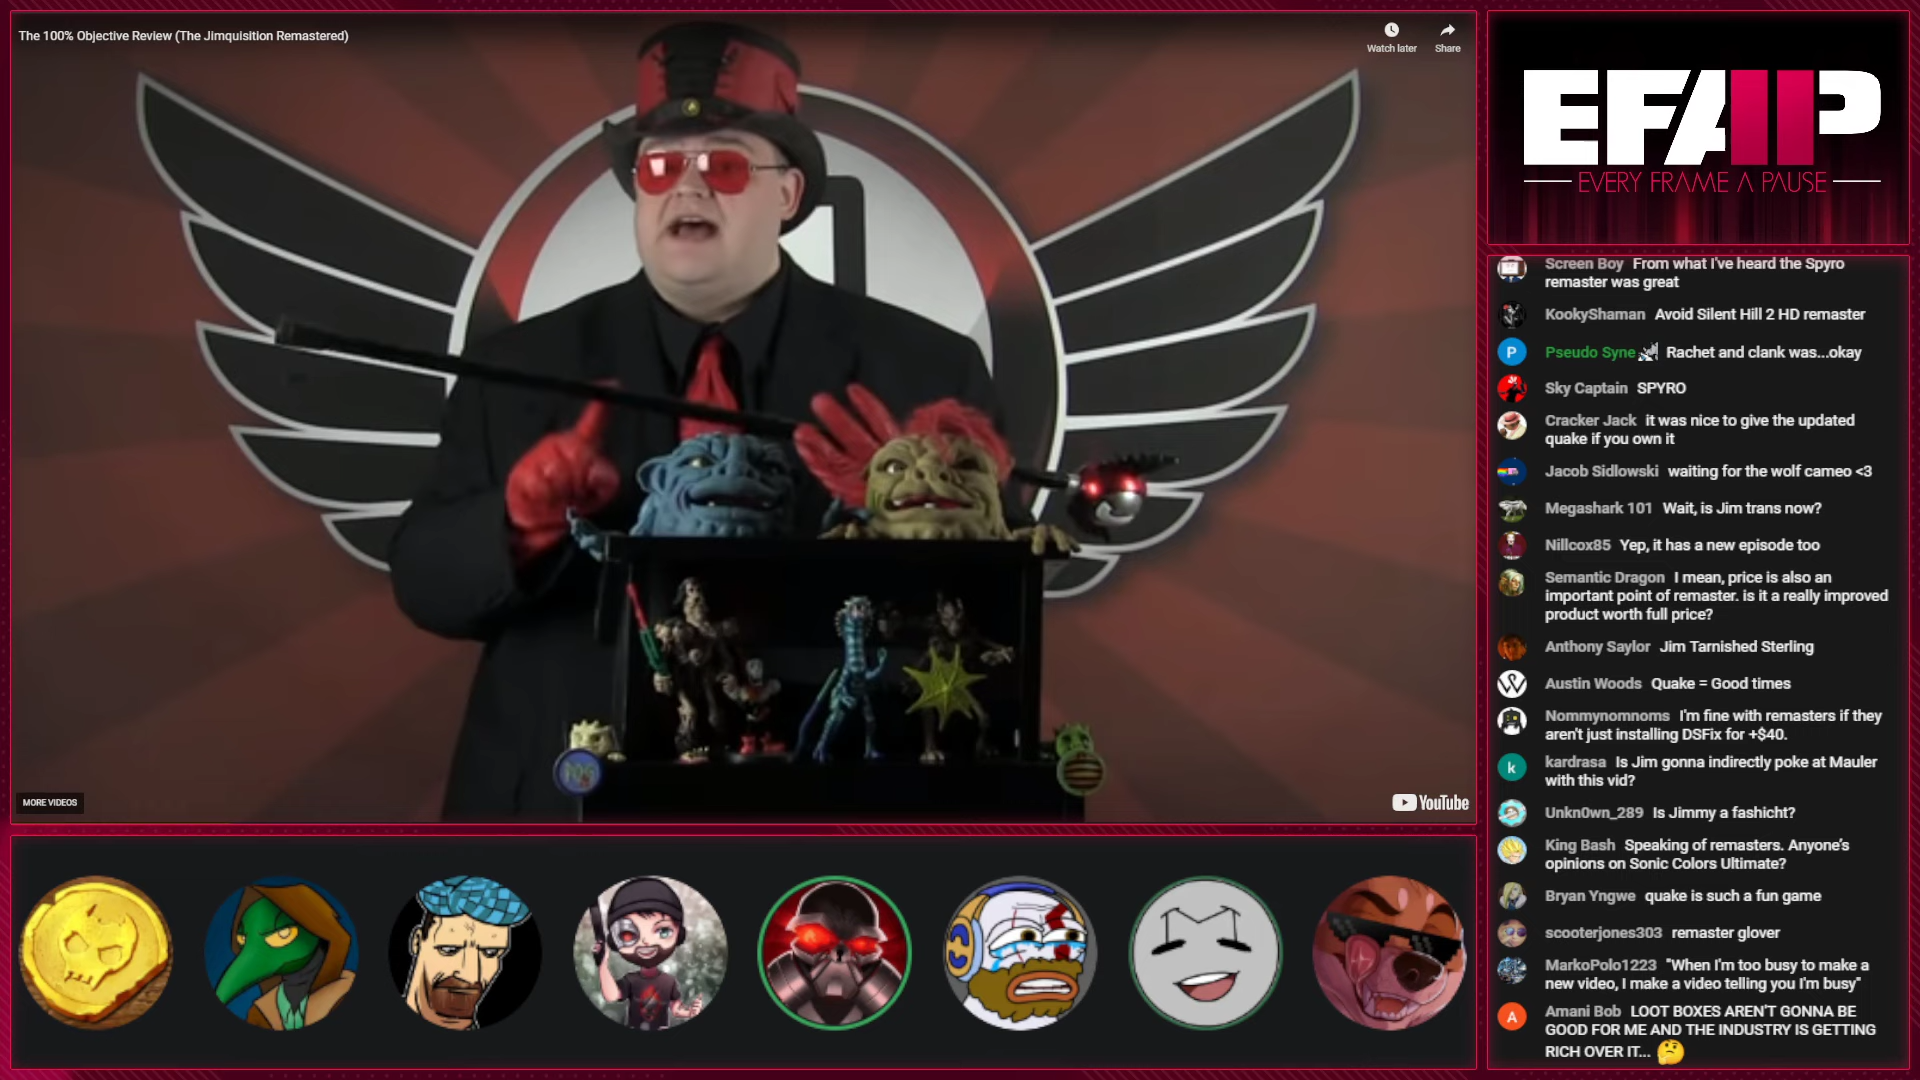 The 100% Objective Review (The Jimquisition Remastered)
Watch later
Share
MORE VIDEOS
YouTube
EFAP
EVERY FRAME A PAUSE
Screen Boy From what I've heard the Spyro
remaster was great
KookyShaman Avoid Silent Hill 2 HD remaster
P
Pseudo Syne Rachet and clank was...okay
Sky Captain SPYRO
Cracker Jack it was nice to give the updated
quake if you own it
Jacob Sidlowski waiting for the wolf cameo <3
Megashark 101 Wait, is Jim trans now?
Nillcox85 Yep, it has a new episode too
Semantic Dragon I mean, price is also an
important point of remaster. is it a really improved
product worth full price?
Anthony Saylor Jim Tarnished Sterling
Austin Woods Quake = Good times
Nommynomnoms I'm fine with remasters if they
aren't just installing DSFix for +$40.
k
kardrasa Is Jim gonna indirectly poke at Mauler
with this vid?
Unkn0wn_289 Is Jimmy a fashicht?
King Bash Speaking of remasters. Anyone's
opinions on Sonic Colors Ultimate?
Bryan Yngwe quake is such a fun game
scooterjones303 remaster glover
MarkoPolo1223 "When I'm too busy to make a
new video, I make a video telling you I'm busy"
A
Amani Bob LOOT BOXES AREN'T GONNA BE
GOOD FOR ME AND THE INDUSTRY IS GETTING
RICH OVER IT...